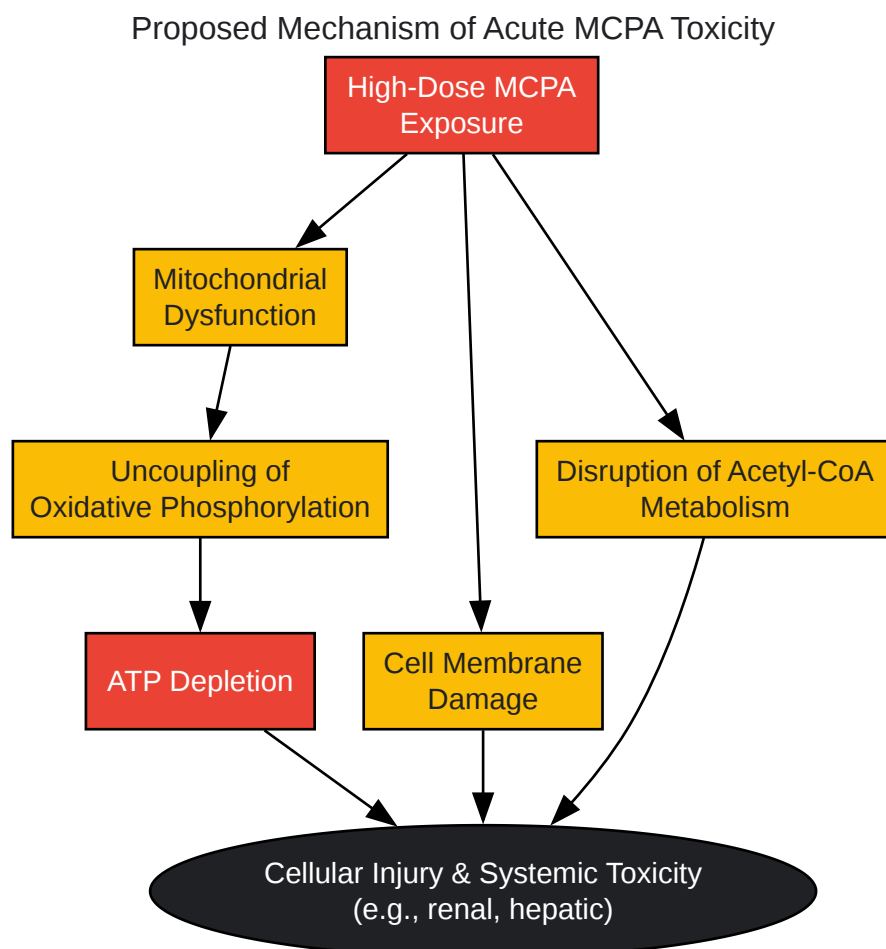 Proposed Mechanism of Acute MCPA Toxicity
High-Dose MCPA
Exposure
Mitochondrial
Dysfunction
Uncoupling of
Oxidative Phosphorylation
Disruption of Acetyl-CoA
Metabolism
ATP Depletion
Cell Membrane
Damage
Cellular Injury & Systemic Toxicity
(e.g., renal, hepatic)